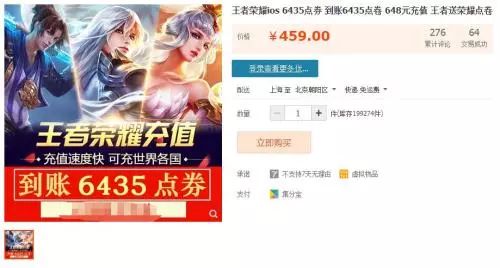 王者荣耀ios 6435点券 到账6435点卷 648元充值 王者送荣耀点卷
价格
￥459.00
276
累计评论
64
交易成功
登录查看更多优...
配送
上海 至 北京朝阳区
快递 免运费
数量
- 1 + 件(库存199274件)
立即购买
承诺
7 不支持7天无理由
虚拟物品
支付
集分宝
王者荣耀充值
充值速度快 可充世界各国
到账 6435 点券